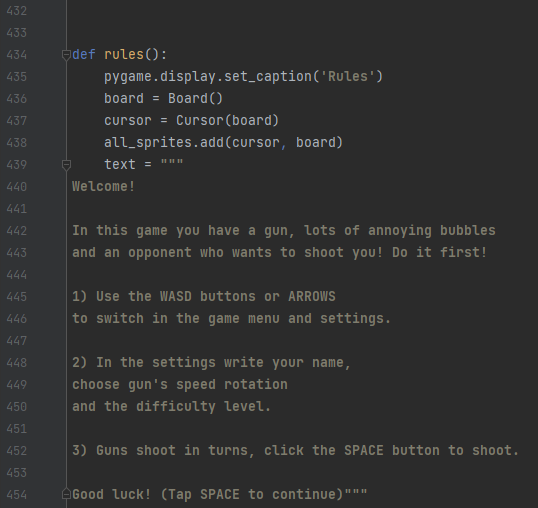 432
433
434 def rules():
435     pygame.display.set_caption('Rules')
436     board = Board()
437     cursor = Cursor(board)
438     all_sprites.add(cursor, board)
439     text = """
440 Welcome!
441
442 In this game you have a gun, lots of annoying bubbles
443 and an opponent who wants to shoot you! Do it first!
444
445 1) Use the WASD buttons or ARROWS
446 to switch in the game menu and settings.
447
448 2) In the settings write your name,
449 choose gun's speed rotation
450 and the difficulty level.
451
452 3) Guns shoot in turns, click the SPACE button to shoot.
453
454 Good luck! (Tap SPACE to continue)"""